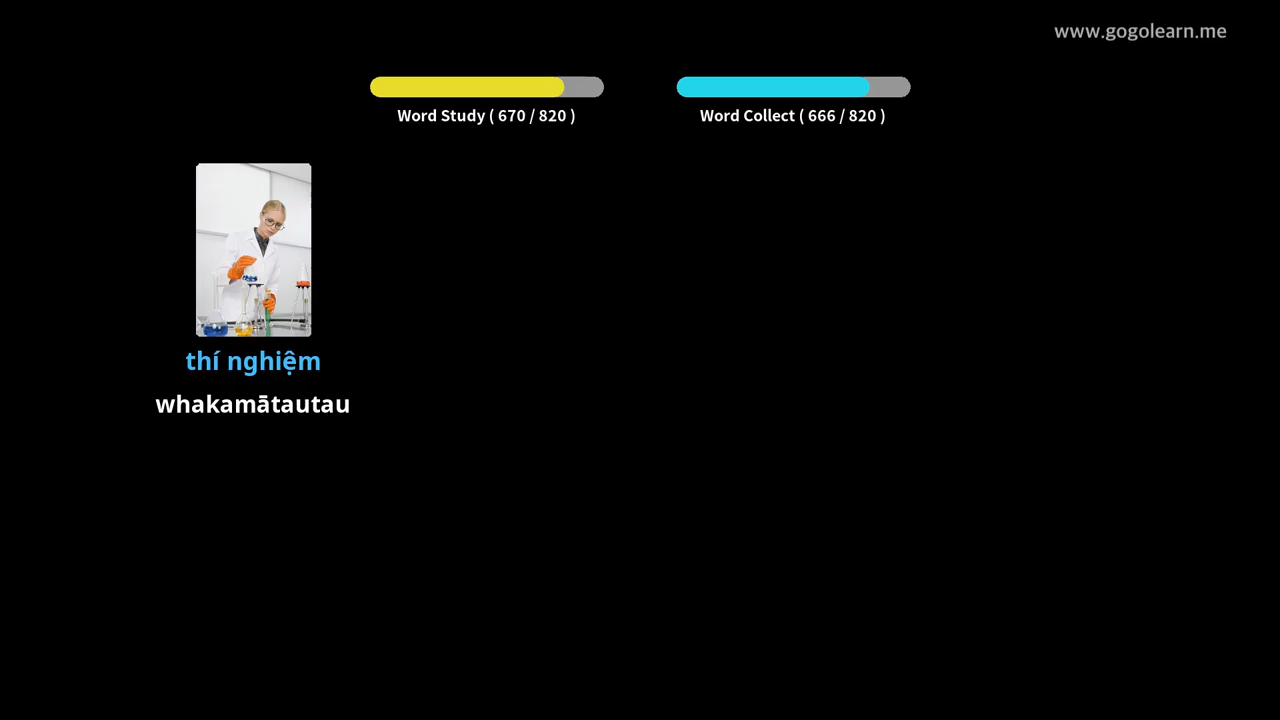 www.gogolearn.me
Word Study ( 670 / 820 )
Word Collect ( 666 / 820 )
thí nghiệm
whakamātautau